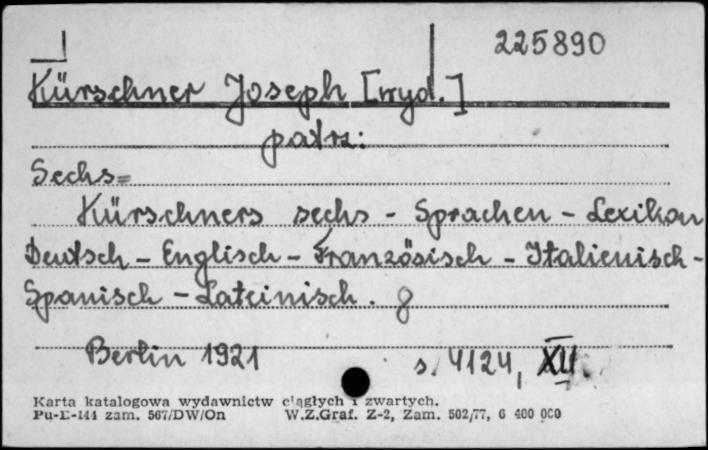 225890
Kürschner Joseph [wyd.]
patrz:
Sechs=
Kürschners sechs - Sprachen - Lexikon
Deutsch - Englisch - Französisch - Italienisch -
Spanisch - Lateinisch. 8
Berlin 1921 s. 4124, XII.
Karta katalogowa wydawnictw ciągłych i zwartych.
Pu-E-144 zam. 567/DW/On W.Z.Graf. Z-2, Zam. 502/77, 6 400 000